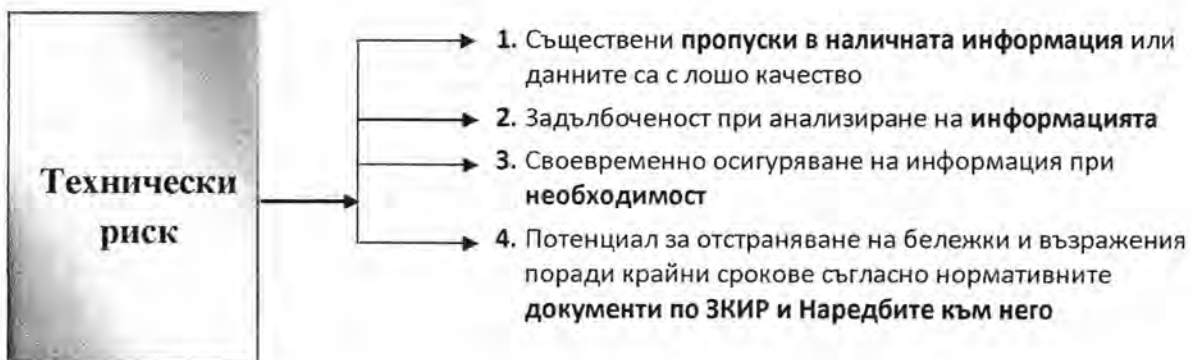 Технически
риск
1. Съществени пропуски в наличната информация или
данните са с лошо качество
2. Задълбоченост при анализиране на информацията
3. Своевременно осигуряване на информация при
необходимост
4. Потенциал за отстраняване на бележки и възражения
поради крайни срокове съгласно нормативните
документи по ЗКИР и Наредбите към него